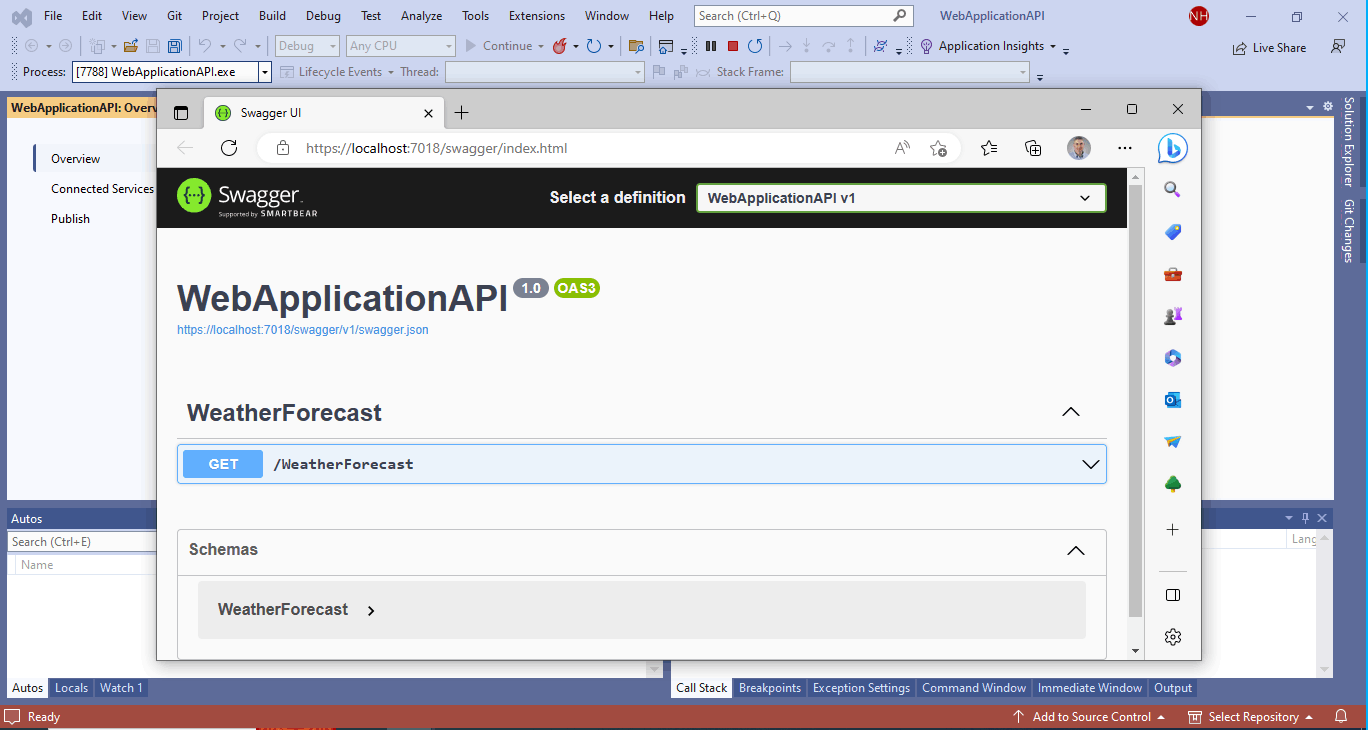 File Edit View Git Project Build Debug Test Analyze Tools Extensions Window Help Search (Ctrl+Q) WebApplicationAPI NH
Debug Any CPU Continue Application Insights Live Share
Process: [7788] WebApplicationAPI.exe Lifecycle Events Thread: Stack Frame:
WebApplicationAPI: Overv
Swagger UI
https://localhost:7018/swagger/index.html
Overview
Connected Services
Publish
Swagger.
Supported by SMARTBEAR
Select a definition WebApplicationAPI v1
WebApplicationAPI 1.0 OAS3
https://localhost:7018/swagger/v1/swagger.json
WeatherForecast
GET /WeatherForecast
Schemas
WeatherForecast
Solution Explorer
Git Changes
Autos
Search (Ctrl+E)
Name
Lang
Autos Locals Watch 1
Call Stack Breakpoints Exception Settings Command Window Immediate Window Output
Ready Add to Source Control Select Repository